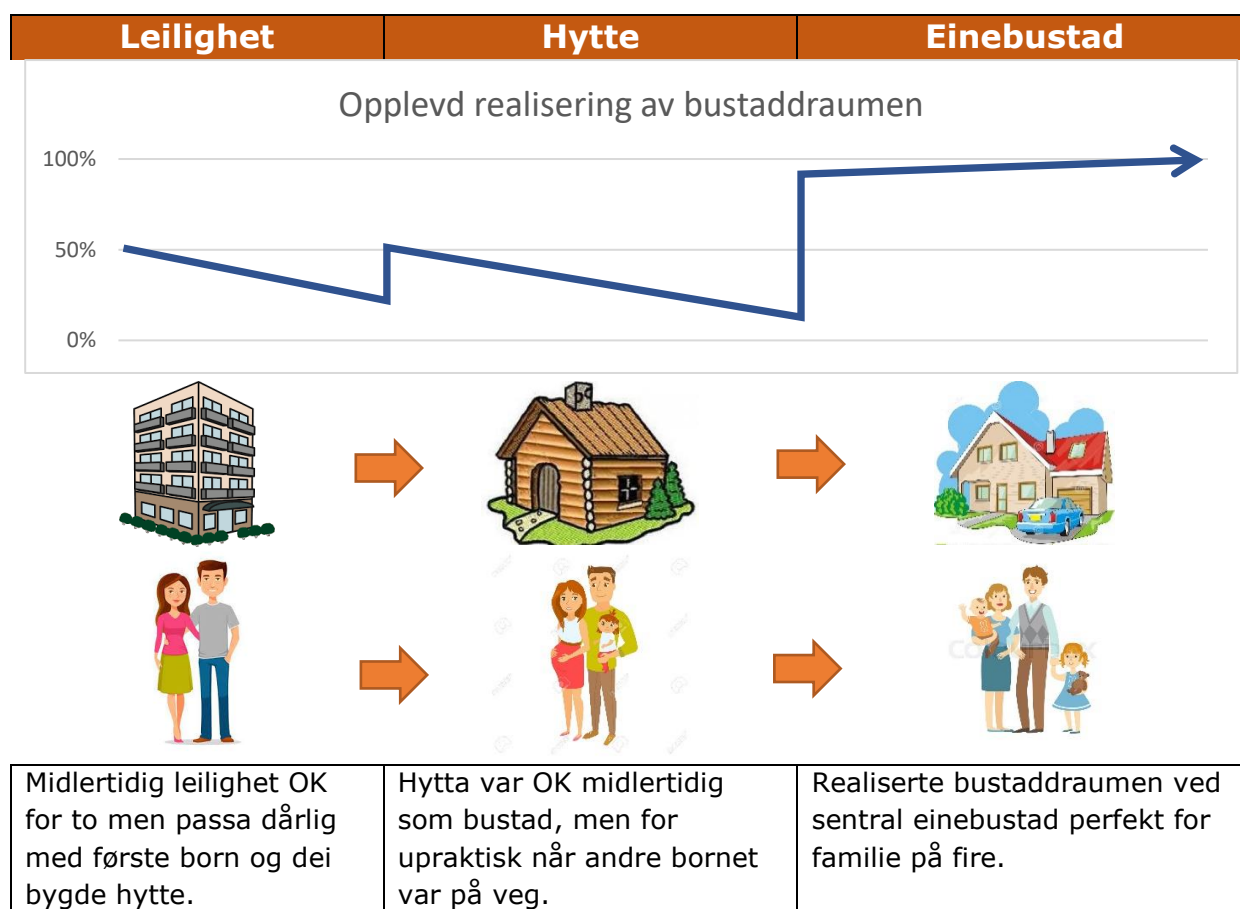 Leilighet
Hytte
Einebustad
Opplevd realisering av bustaddraumen
100%
50%
0%
Midlertidig leilighet OK
for to men passa dårlig
med første born og dei
bygde hytte.
Hytta var OK midlertidig
som bustad, men for
upraktisk når andre bornet
var på veg.
Realiserte bustaddraumen ved
sentral einebustad perfekt for
familie på fire.